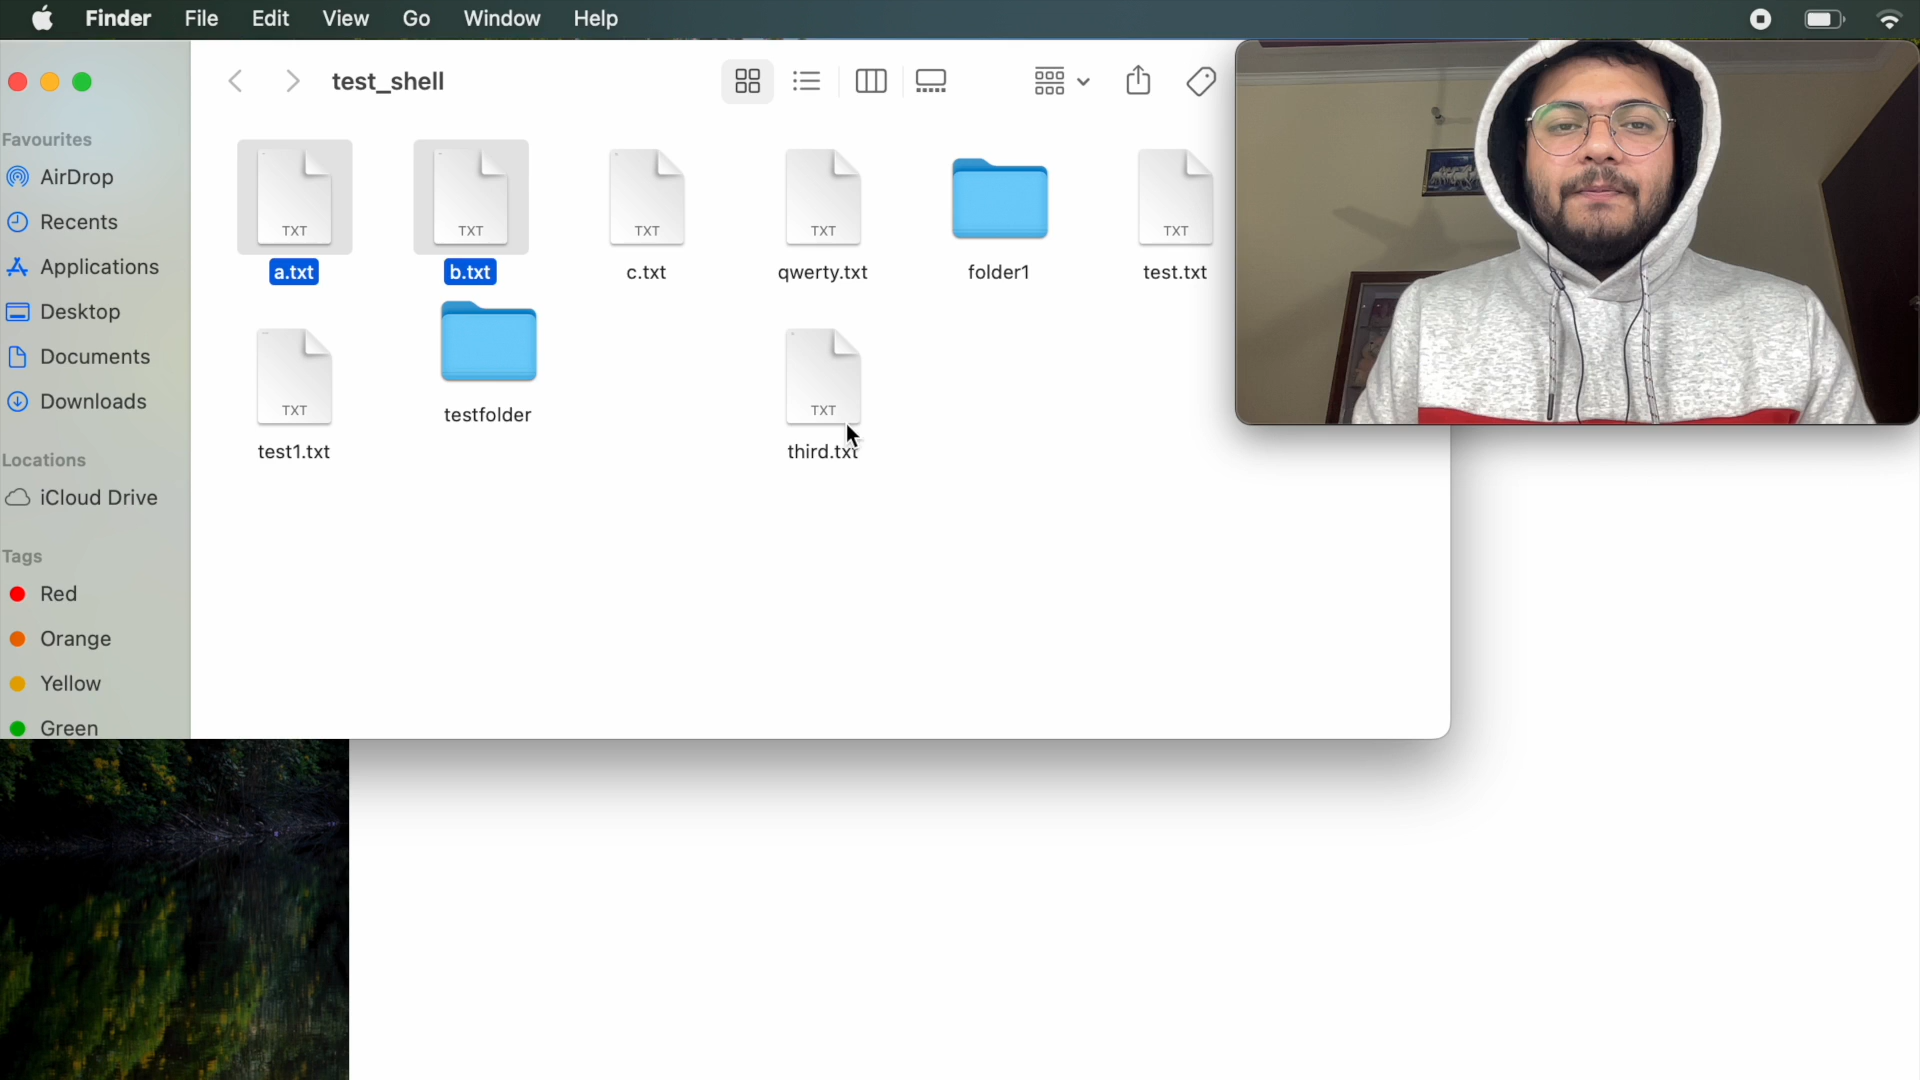 Finder File Edit View Go Window Help
test_shell
Favourites
AirDrop
Recents
Applications
Desktop
Documents
Downloads
Locations
iCloud Drive
Tags
Red
Orange
Yellow
Green
TXT TXT TXT TXT TXT
a.txt b.txt c.txt qwerty.txt folder1 test.txt
TXT TXT
test1.txt testfolder third.txt